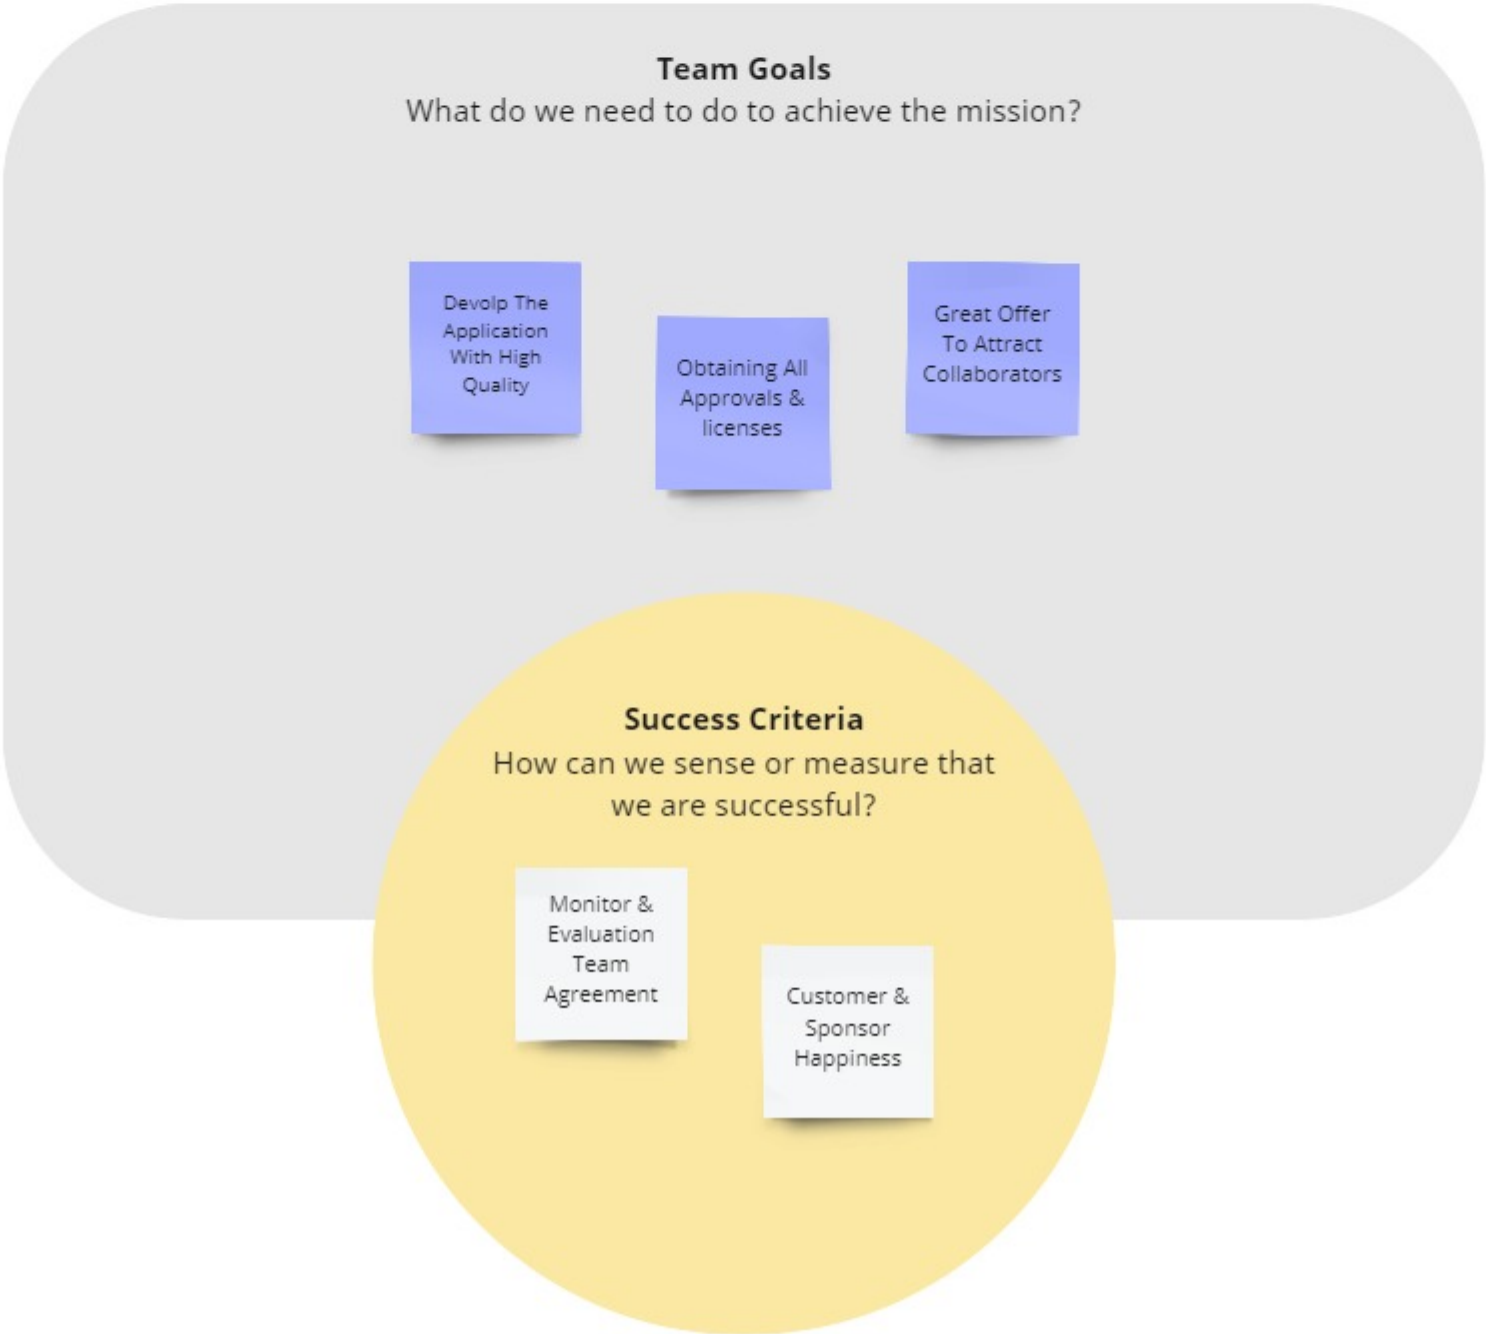 Team Goals
What do we need to do to achieve the mission?
Devolp The
Application
With High
Quality
Obtaining All
Approvals &
licenses
Great Offer
To Attract
Collaborators
Success Criteria
How can we sense or measure that
we are successful?
Monitor &
Evaluation
Team
Agreement
Customer &
Sponsor
Happiness